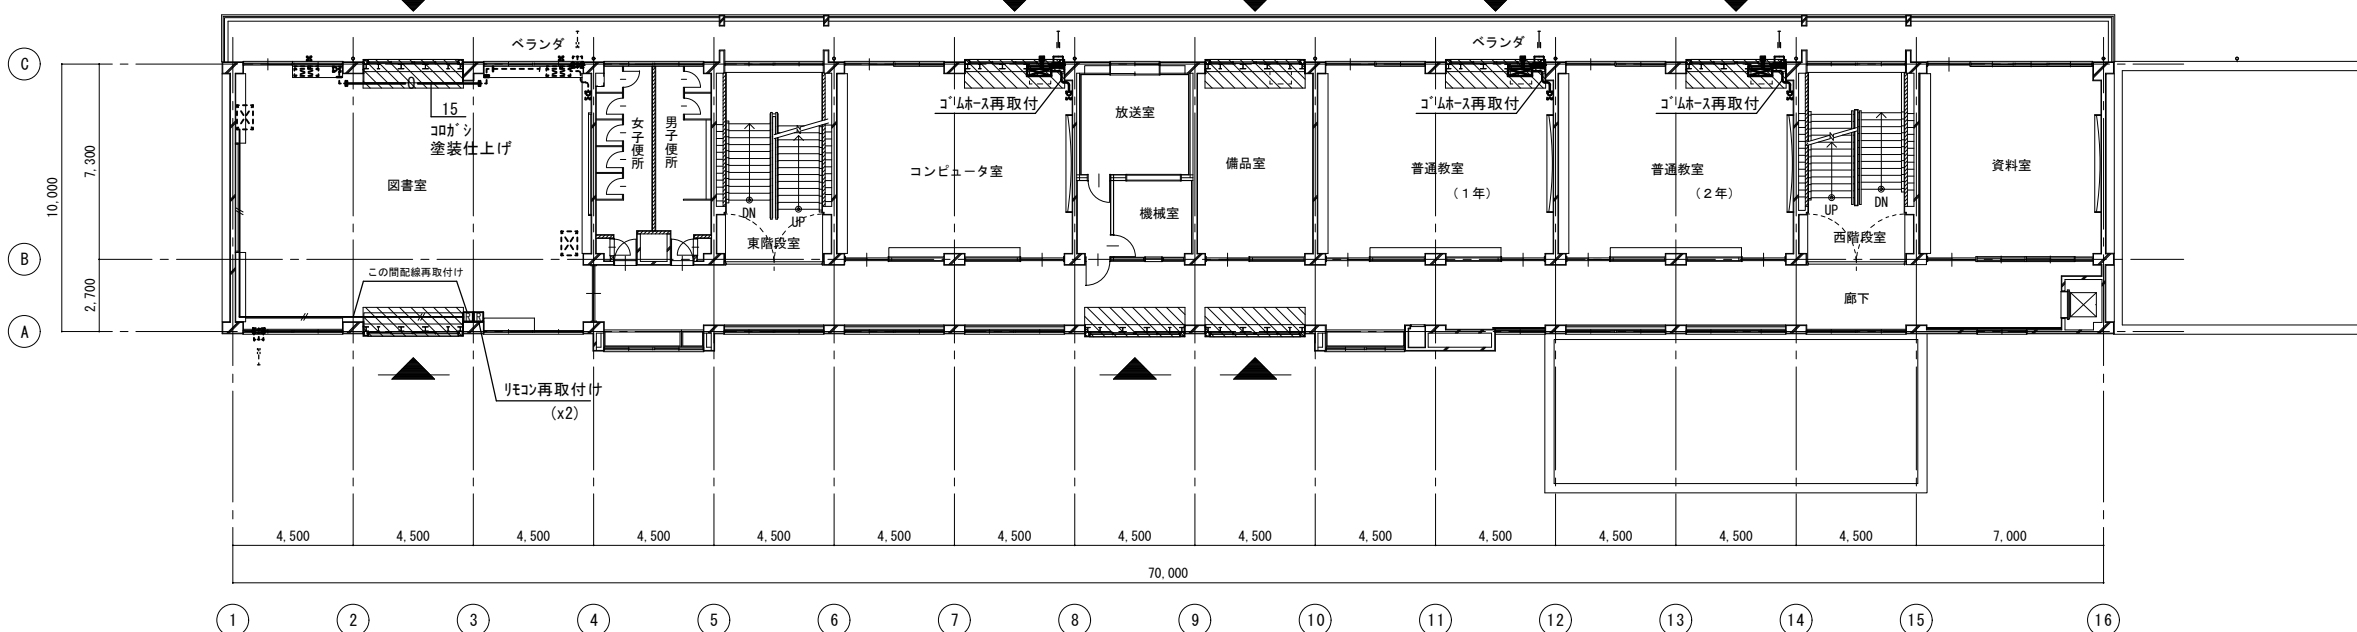 ベランダ
ベランダ
C
15
コロガシ
塗装仕上げ
女子便所
男子便所
ゴムホース再取付
放送室
ゴムホース再取付
ゴムホース再取付
図書室
コンピュータ室
備品室
普通教室
(1年)
普通教室
(2年)
資料室
機械室
DN
UP
東階段室
UP
DN
西階段室
7,300
10,000
2,700
B
この間配線再取付け
廊下
A
リモコン再取付け
(x2)
4,500
4,500
4,500
4,500
4,500
4,500
4,500
4,500
4,500
4,500
4,500
4,500
4,500
4,500
7,000
70,000
1
2
3
4
5
6
7
8
9
10
11
12
13
14
15
16